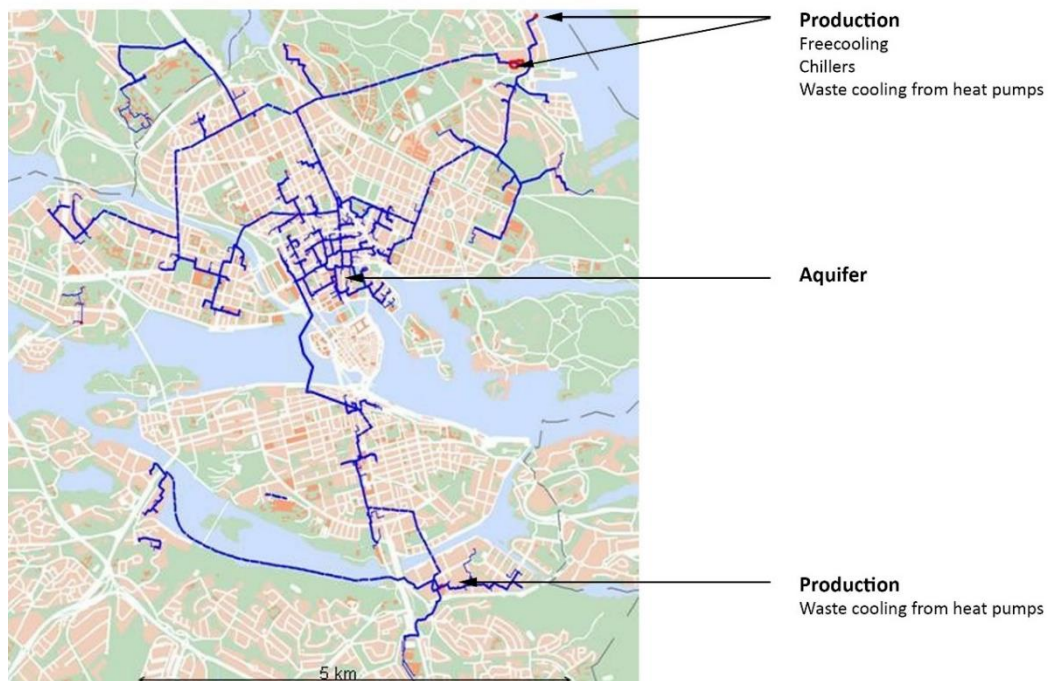 Production
Freecooling
Chillers
Waste cooling from heat pumps
Aquifer
Production
Waste cooling from heat pumps
5 km